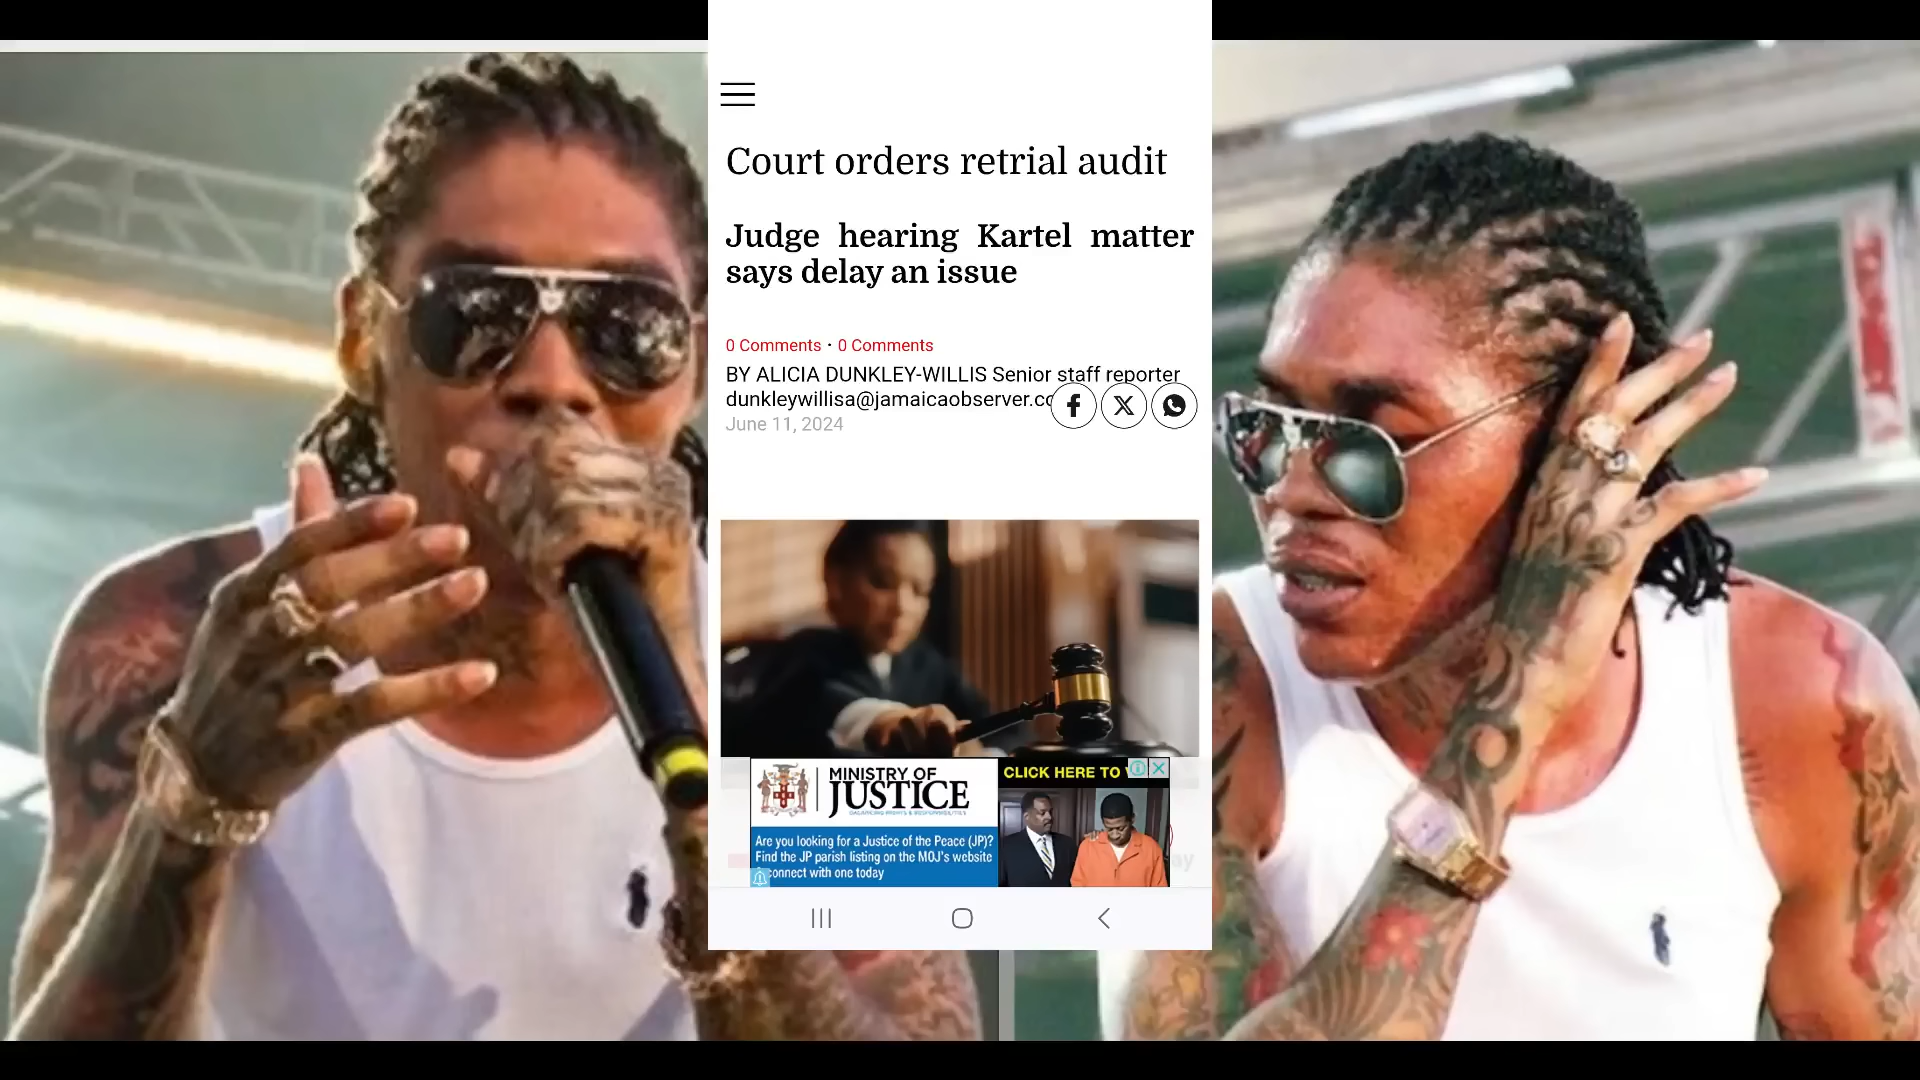 Court orders retrial audit
Judge hearing Kartel matter
says delay an issue
0 Comments · 0 Comments
BY ALICIA DUNKLEY-WILLIS Senior staff reporter
dunkleywillisa@jamaicaobserver.co
June 11, 2024
MINISTRY OF
JUSTICE
CLICK HERE TO
Are you looking for a Justice of the Peace (JP)?
Find the JP parish listing on the MOJ's website
connect with one today